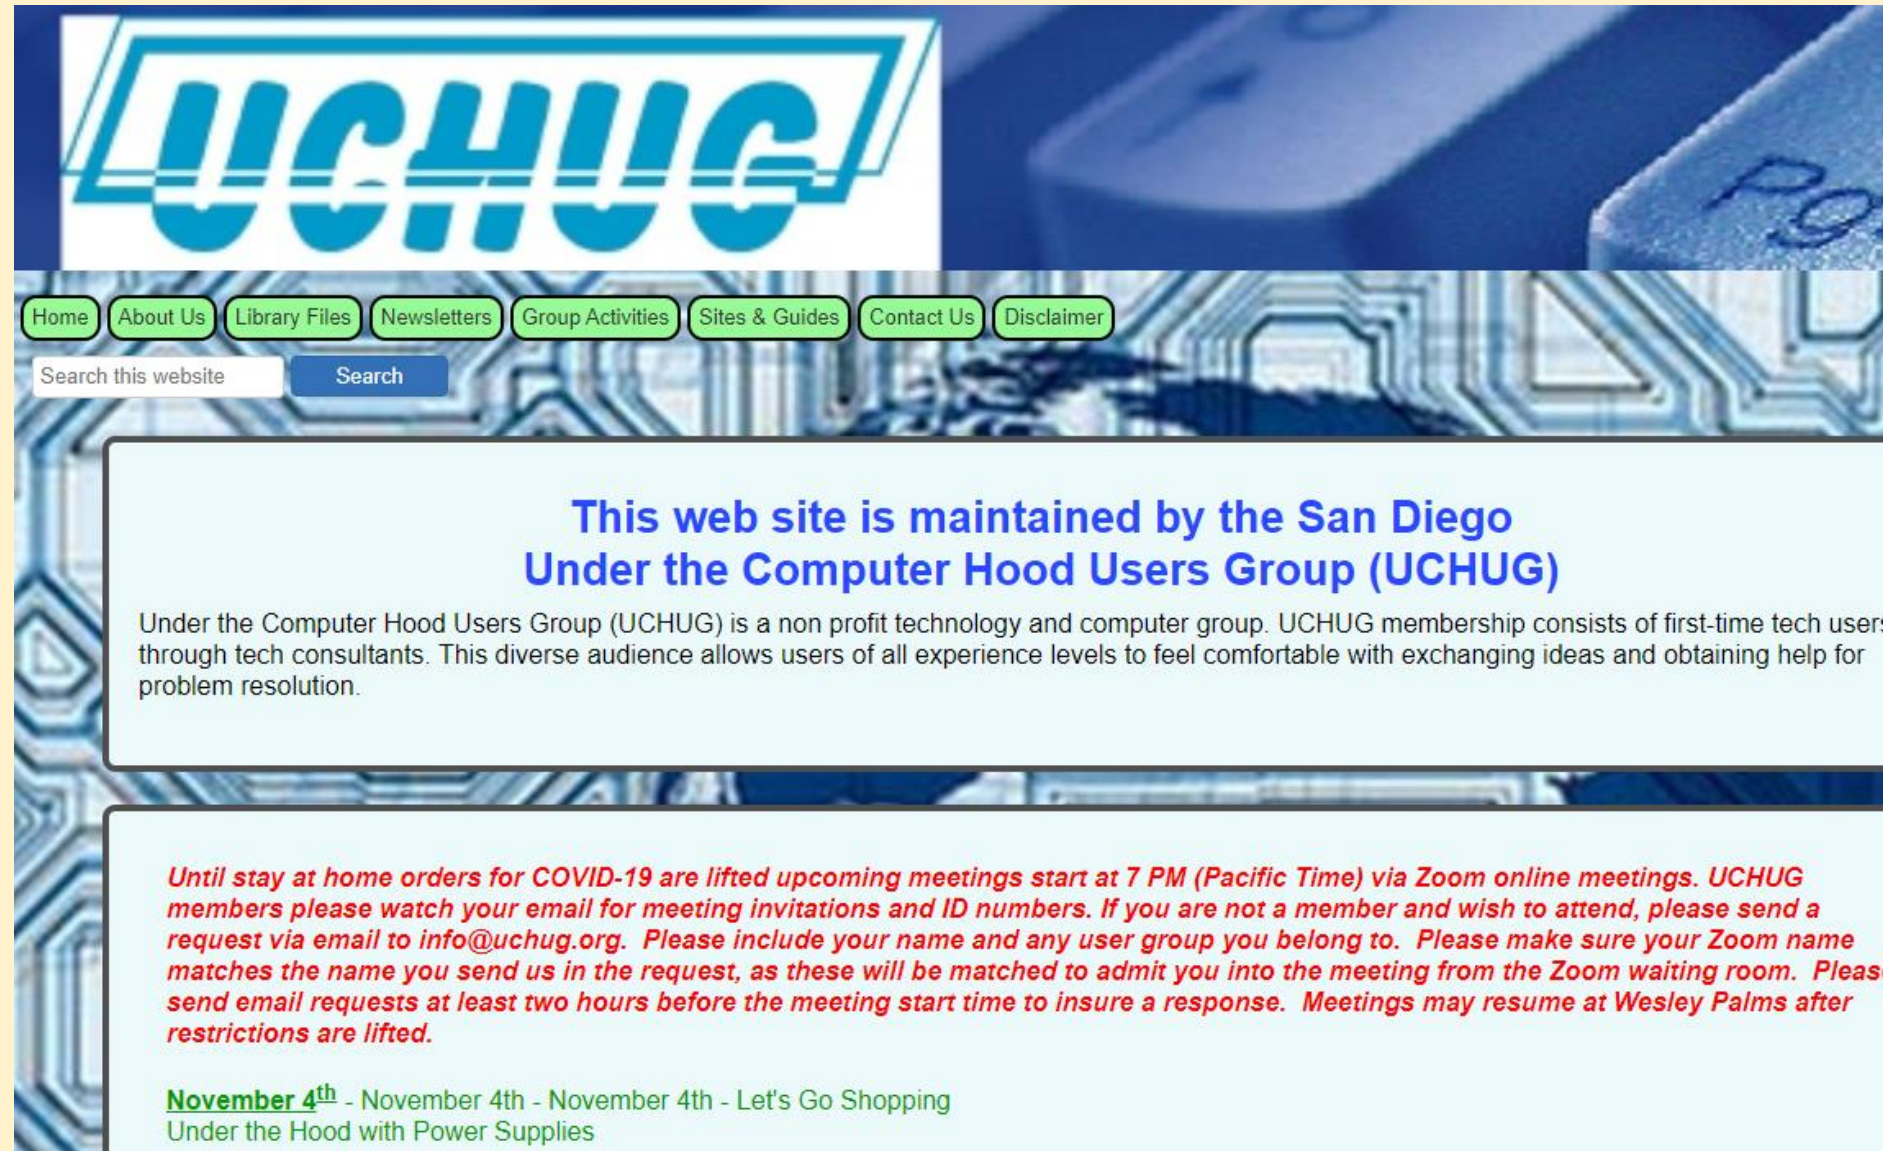 UCHUG
Pg
Home About Us Library Files Newsletters Group Activities Sites & Guides Contact Us Disclaimer
Search this website Search
This web site is maintained by the San Diego
Under the Computer Hood Users Group (UCHUG)
Under the Computer Hood Users Group (UCHUG) is a non profit technology and computer group. UCHUG membership consists of first-time tech users
through tech consultants. This diverse audience allows users of all experience levels to feel comfortable with exchanging ideas and obtaining help for
problem resolution.
Until stay at home orders for COVID-19 are lifted upcoming meetings start at 7 PM (Pacific Time) via Zoom online meetings. UCHUG
members please watch your email for meeting invitations and ID numbers. If you are not a member and wish to attend, please send a
request via email to info@uchug.org. Please include your name and any user group you belong to. Please make sure your Zoom name
matches the name you send us in the request, as these will be matched to admit you into the meeting from the Zoom waiting room. Pleas
send email requests at least two hours before the meeting start time to insure a response. Meetings may resume at Wesley Palms after
restrictions are lifted.
November 4th - November 4th - November 4th - Let's Go Shopping
Under the Hood with Power Supplies